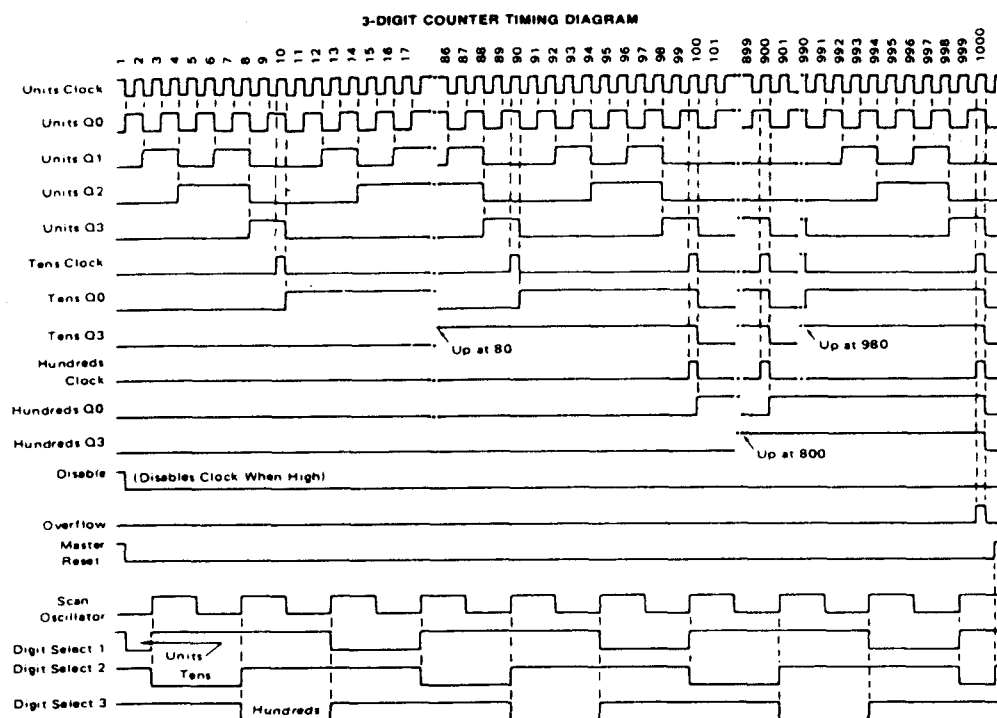 3-DIGIT COUNTER TIMING DIAGRAM
1 2 3 4 5 6 7 8 9 10 11 12 13 14 15 16 17 86 87 88 89 90 91 92 93 94 95 96 97 98 99 100 101 899 900 901 990 991 992 993 994 995 996 997 998 999 1000
Units Clock
Units Q0
Units Q1
Units Q2
Units Q3
Tens Clock
Tens Q0
Tens Q3
Up at 80
Up at 980
Hundreds
Clock
Hundreds Q0
Hundreds Q3
Up at 800
Disable
(Disables Clock When High)
Overflow
Master
Reset
Scan
Oscillator
Digit Select 1
Units
Digit Select 2
Tens
Digit Select 3
Hundreds